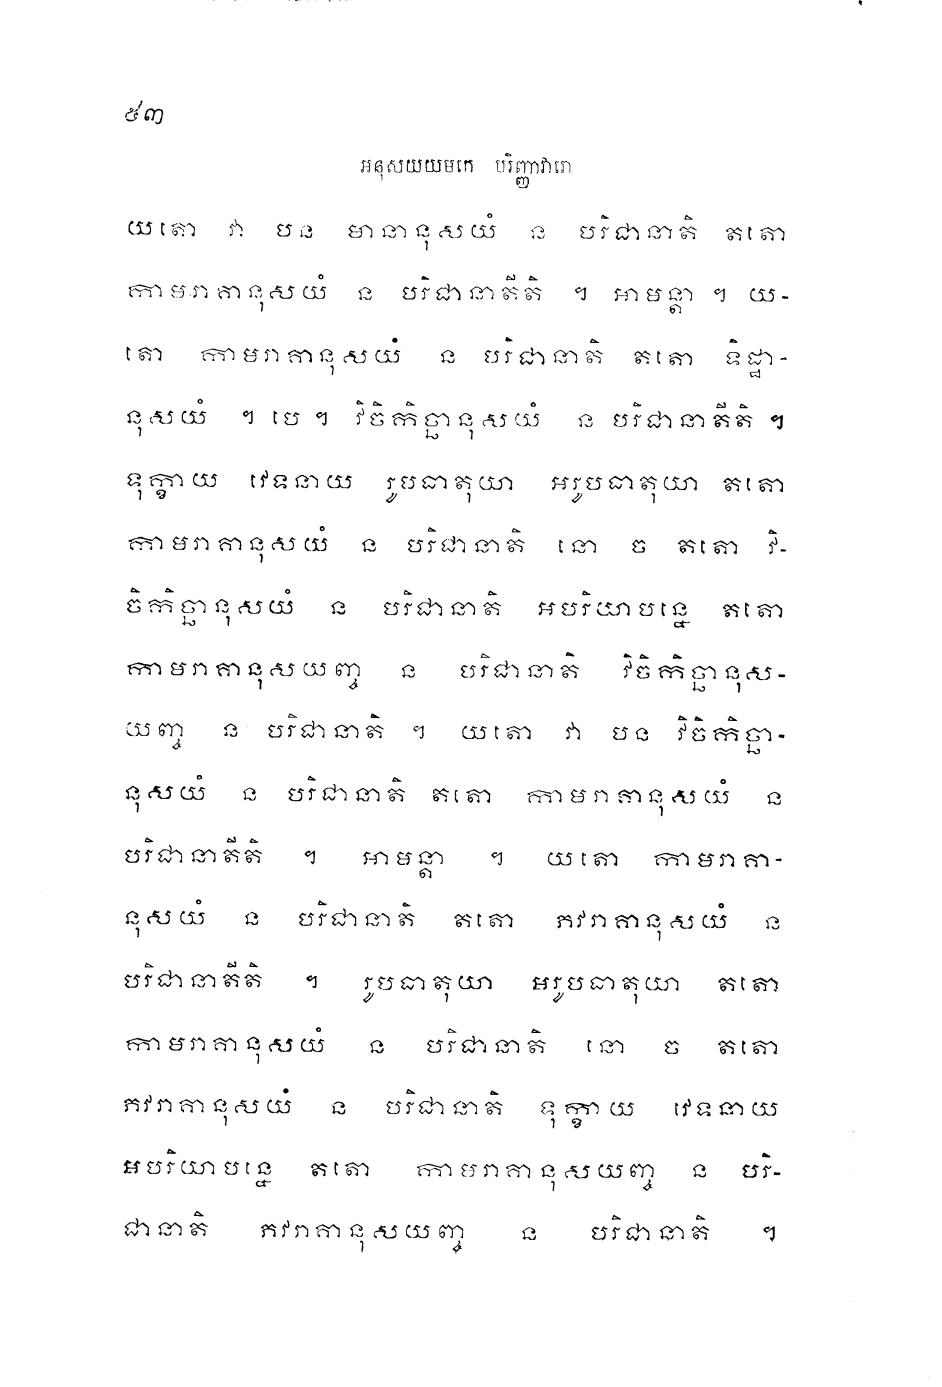 ៥៣
អនុសយយមកេ បរិញ្ញាវារោ
យតោ វា បន មានានុសយំ ន បរិជានាតិ តតោ
កាមរាគានុសយំ ន បរិជានាតីតិ ។ អាមន្តា ។ យ-
តោ កាមរាគានុសយំ ន បរិជានាតិ តតោ ទិដ្ឋា-
នុសយំ ។ បេ ។ វិចិកិច្ឆានុសយំ ន បរិជានាតីតិ ។
ទុក្ខាយ វេទនាយ រូបធាតុយា អរូបធាតុយា តតោ
កាមរាគានុសយំ ន បរិជានាតិ នោ ច តតោ វិ-
ចិកិច្ឆានុសយំ ន បរិជានាតិ អបរិយាបន្នេ តតោ
កាមរាគានុសយញ្ច ន បរិជានាតិ វិចិកិច្ឆានុស-
យញ្ច ន បរិជានាតិ ។ យតោ វា បន វិចិកិច្ឆា-
នុសយំ ន បរិជានាតិ តតោ កាមរាគានុសយំ ន
បរិជានាតីតិ ។ អាមន្តា ។ យតោ កាមរាគា-
នុសយំ ន បរិជានាតិ តតោ ភវរាគានុសយំ ន
បរិជានាតីតិ ។ រូបធាតុយា អរូបធាតុយា តតោ
កាមរាគានុសយំ ន បរិជានាតិ នោ ច តតោ
ភវរាគានុសយំ ន បរិជានាតិ ទុក្ខាយ វេទនាយ
អបរិយាបន្នេ តតោ កាមរាគានុសយញ្ច ន បរិ-
ជានាតិ ភវរាគានុសយញ្ច ន បរិជានាតិ ។